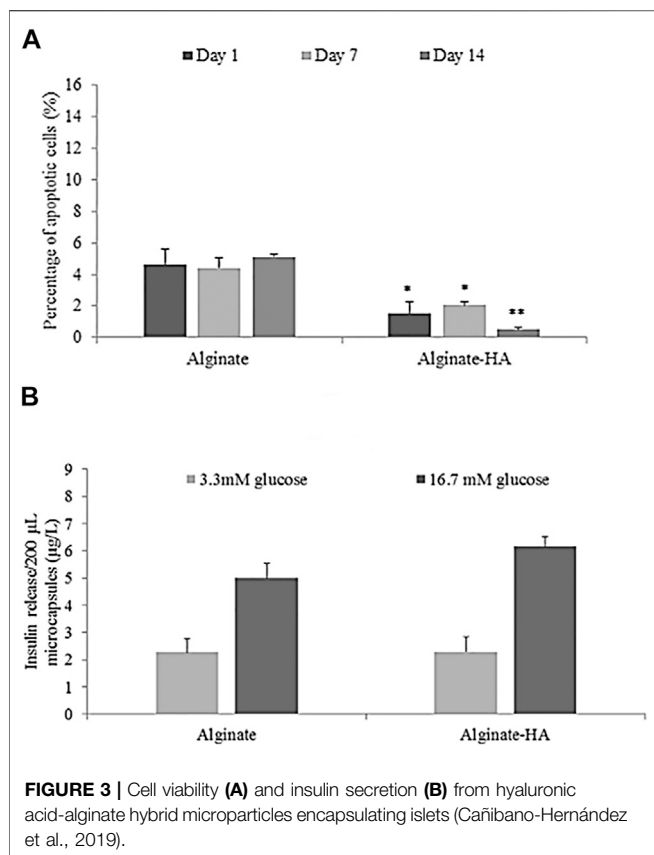 A
Day 1 Day 7 Day 14
Percentage of apoptotic cells (%)
16
14
12
10
8
6
4
2
0
* * **
Alginate Alginate-HA
B
3.3mM glucose 16.7 mM glucose
Insulin release/200 µL
microcapsules (µg/L)
9
8
7
6
5
4
3
2
1
0
Alginate Alginate-HA
FIGURE 3 | Cell viability (A) and insulin secretion (B) from hyaluronic
acid-alginate hybrid microparticles encapsulating islets (Cañibano-Hernández
et al., 2019).